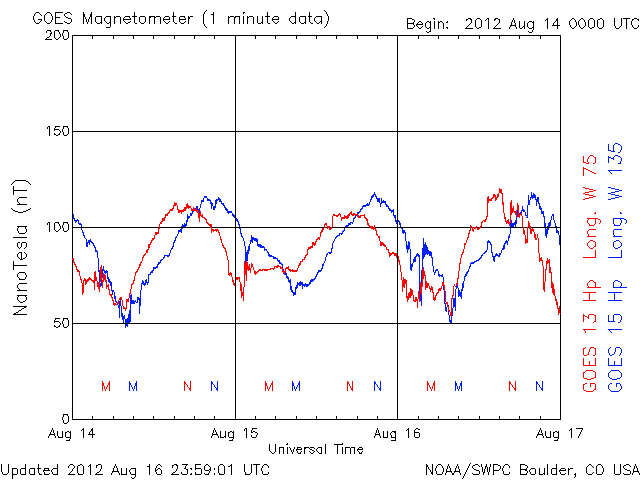 GOES Magnetometer (1 minute data)
Begin: 2012 Aug 14 0000 UTC
200
150
100
50
0
NanoTesla (nT)
M M N N M M N N M M N N
Aug 14 Aug 15 Aug 16 Aug 17
Universal Time
GOES 13 Hp Long. W 75
GOES 15 Hp Long. W 135
Updated 2012 Aug 16 23:59:01 UTC
NOAA/SWPC Boulder, CO USA